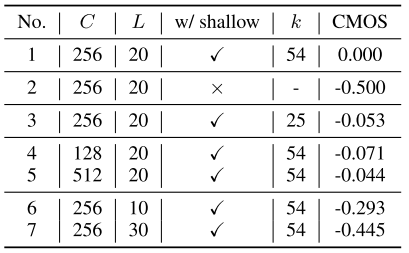 No. C L w/ shallow k CMOS
1 256 20 ✓ 54 0.000
2 256 20 × - -0.500
3 256 20 ✓ 25 -0.053
4 128 20 ✓ 54 -0.071
5 512 20 ✓ 54 -0.044
6 256 10 ✓ 54 -0.293
7 256 30 ✓ 54 -0.445